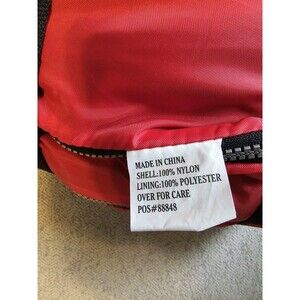 MADE IN CHINA
SHELL:100% NYLON
LINING:100% POLYESTER
OVER FOR CARE
POS#88848